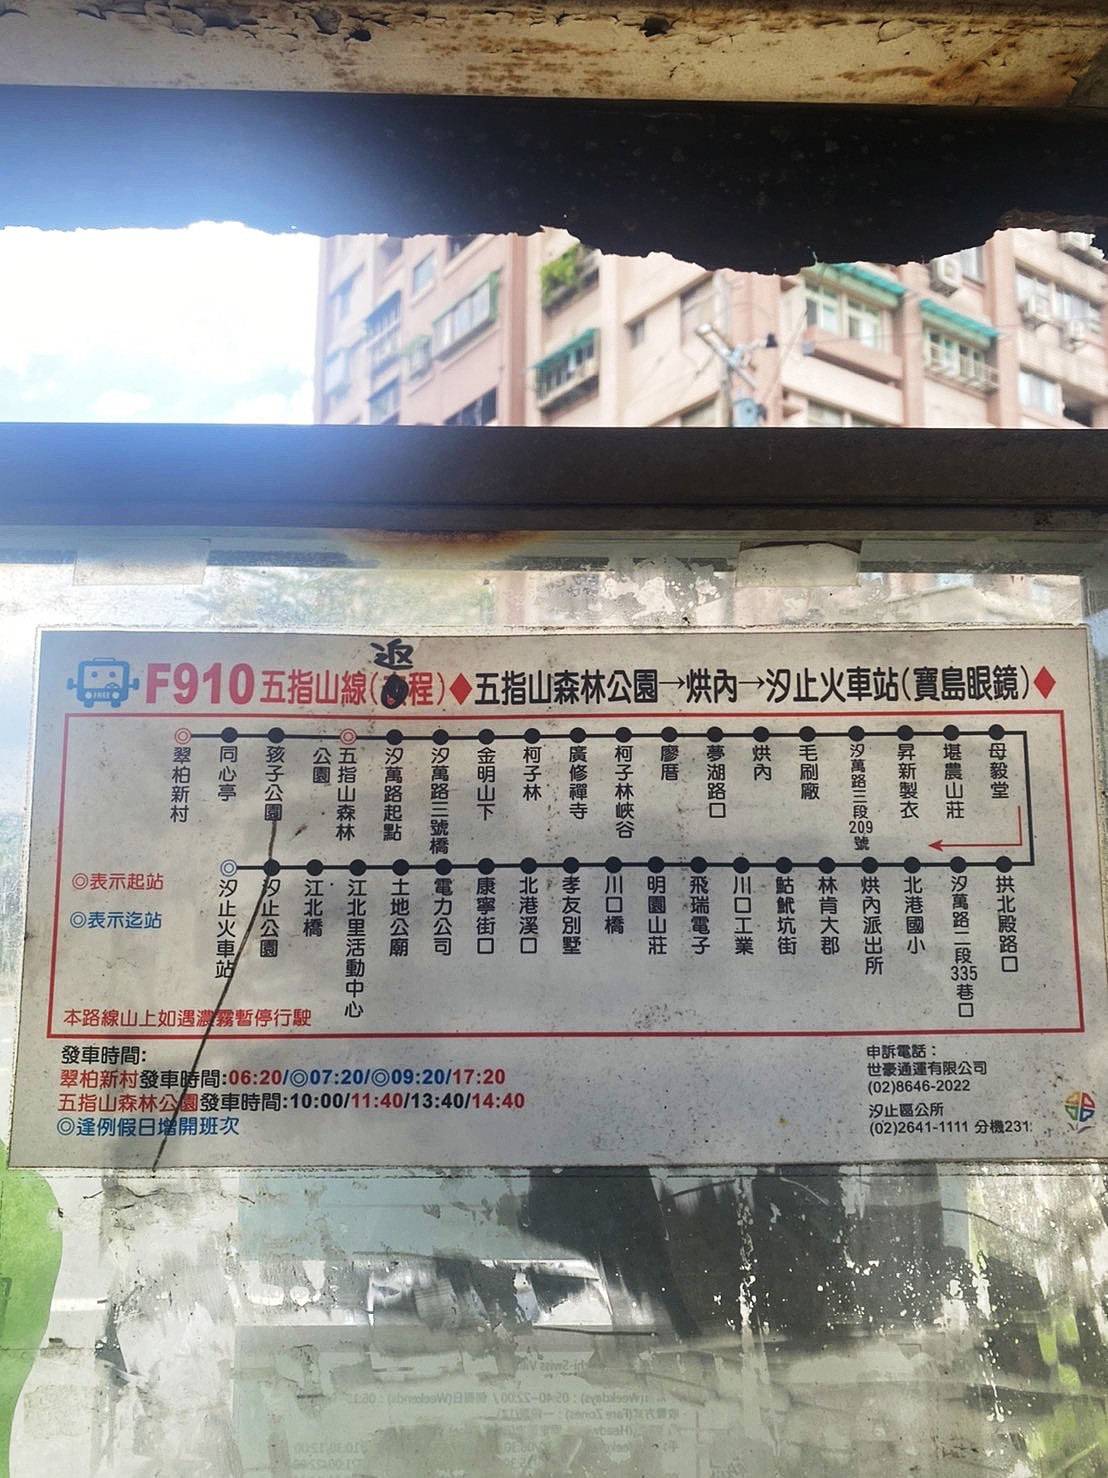 返
F910五指山線(程)♦五指山森林公園→烘內→汐止火車站(寶島眼鏡)♦
翠柏新村
同心亭
孩子公園
五指山森林公園
汐萬路起點
汐萬路三號橋
金明山下
柯子林
廣修禪寺
柯子林峽谷
廖厝
夢湖路口
烘內
毛刷廠
汐萬路三段209號
昇新製衣
堪農山莊
母毅堂
◎表示起站
◎表示迄站
汐止火車站
汐止公園
江北橋
江北里活動中心
土地公廟
電力公司
康寧街口
北港溪口
孝友別墅
川口橋
明園山莊
飛瑞電子
川口工業
鮕鮘坑街
林肯大郡
烘內派出所
北港國小
汐萬路二段335巷口
拱北殿路口
本路線山上如遇濃霧暫停行駛
發車時間:
翠柏新村發車時間:06:20/◎07:20/◎09:20/17:20
五指山森林公園發車時間:10:00/11:40/13:40/14:40
◎逢例假日增開班次
申訴電話：
世豪通運有限公司
(02)8646-2022
汐止區公所
(02)2641-1111 分機231